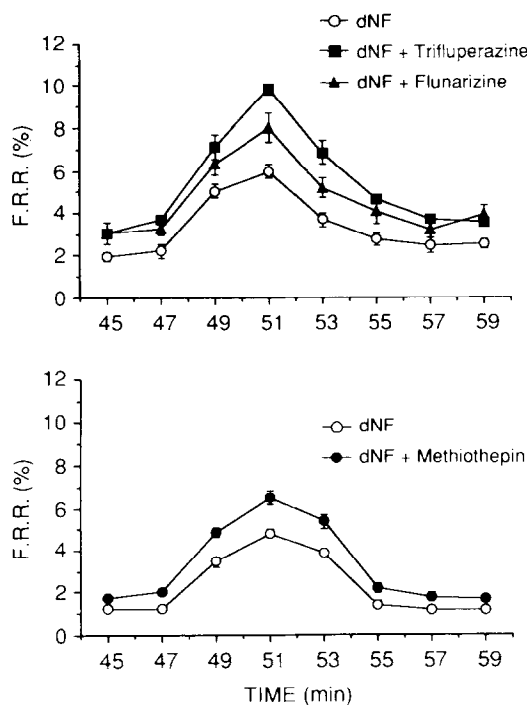 dNF
dNF + Trifluperazine
dNF + Flunarizine
F.R.R. (%)
12
10
8
6
4
2
0
45 47 49 51 53 55 57 59
dNF
dNF + Methiothepin
F.R.R. (%)
12
10
8
6
4
2
0
45 47 49 51 53 55 57 59
TIME (min)